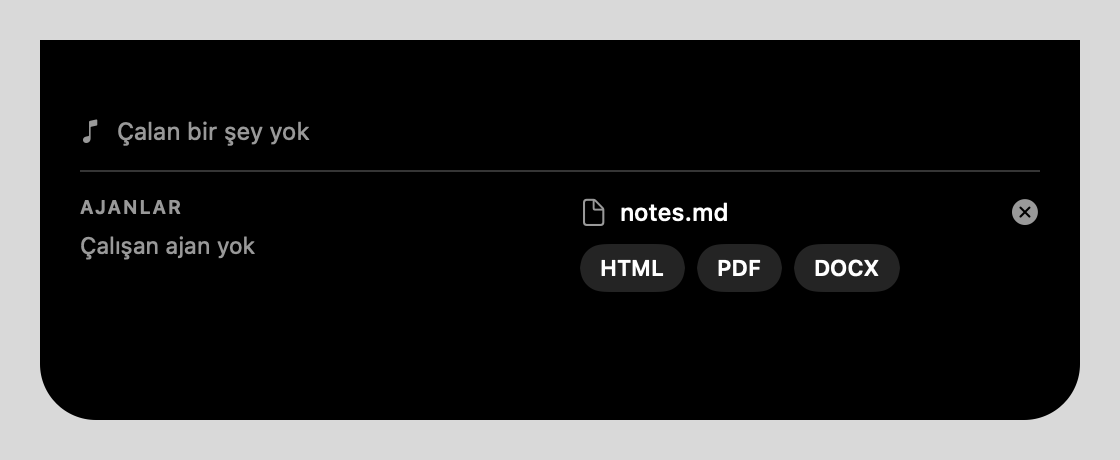 Çalan bir şey yok
AJANLAR
Çalışan ajan yok
notes.md
HTML PDF DOCX